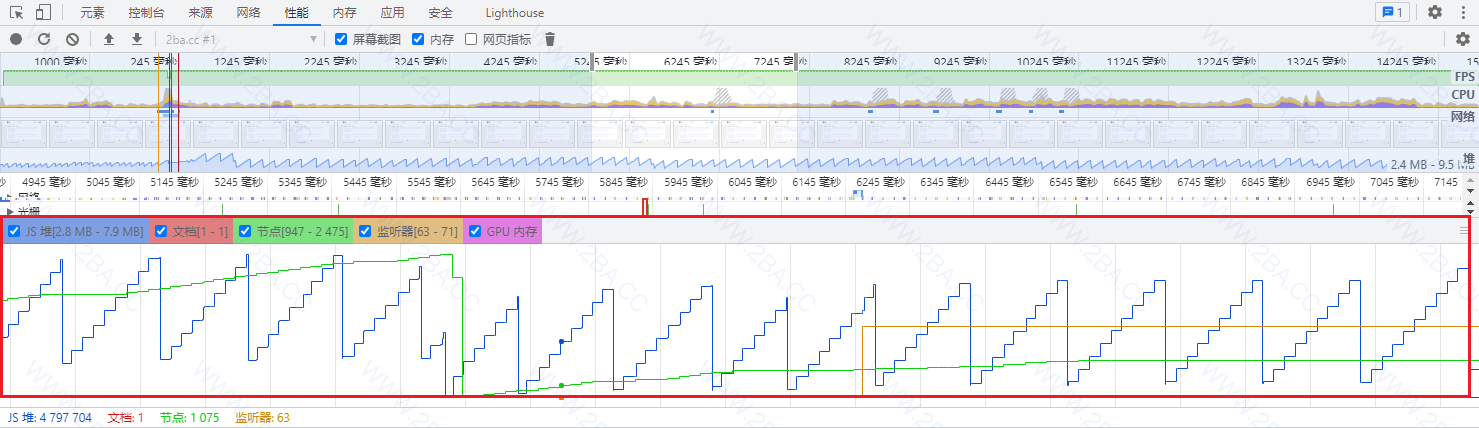 元素 控制台 来源 网络 性能 内存 应用 安全 Lighthouse 1
2ba.cc #1 屏幕截图 内存 网页指标
1000 毫秒 245 毫秒 1245 毫秒 2245 毫秒 3245 毫秒 4245 毫秒 5245 毫秒 6245 毫秒 7245 毫秒 8245 毫秒 9245 毫秒 10245 毫秒 11245 毫秒 12245 毫秒 13245 毫秒 14245 毫秒
FPS
CPU
网络
堆
2.4 MB - 9.5 MB
4945 毫秒 5045 毫秒 5145 毫秒 5245 毫秒 5345 毫秒 5445 毫秒 5545 毫秒 5645 毫秒 5745 毫秒 5845 毫秒 5945 毫秒 6045 毫秒 6145 毫秒 6245 毫秒 6345 毫秒 6445 毫秒 6545 毫秒 6645 毫秒 6745 毫秒 6845 毫秒 6945 毫秒 7045 毫秒 7145
网络
光栅
JS 堆[2.8 MB - 7.9 MB] 文档[1 - 1] 节点[947 - 2 475] 监听器[63 - 71] GPU 内存
JS 堆: 4 797 704 文档: 1 节点: 1 075 监听器: 63
WWW.2BA.CC